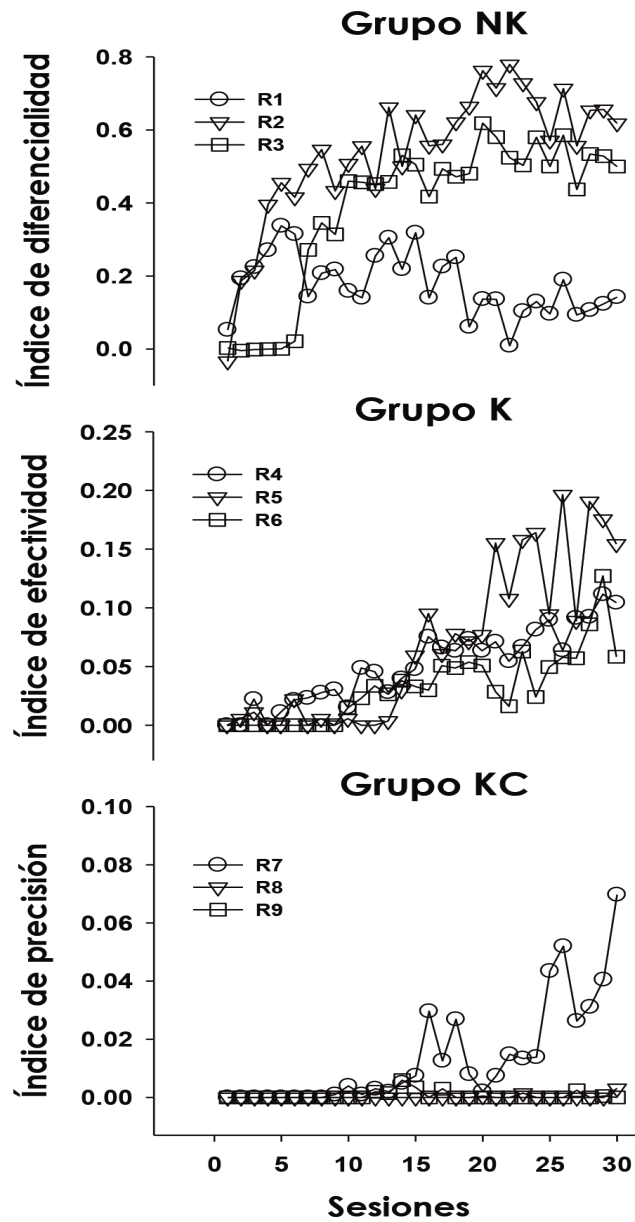 Grupo NK
Índice de diferencialidad
0.8
0.6
0.4
0.2
0.0
R1
R2
R3
Grupo K
Índice de efectividad
0.25
0.20
0.15
0.10
0.05
0.00
R4
R5
R6
Grupo KC
Índice de precisión
0.10
0.08
0.06
0.04
0.02
0.00
R7
R8
R9
0 5 10 15 20 25 30
Sesiones